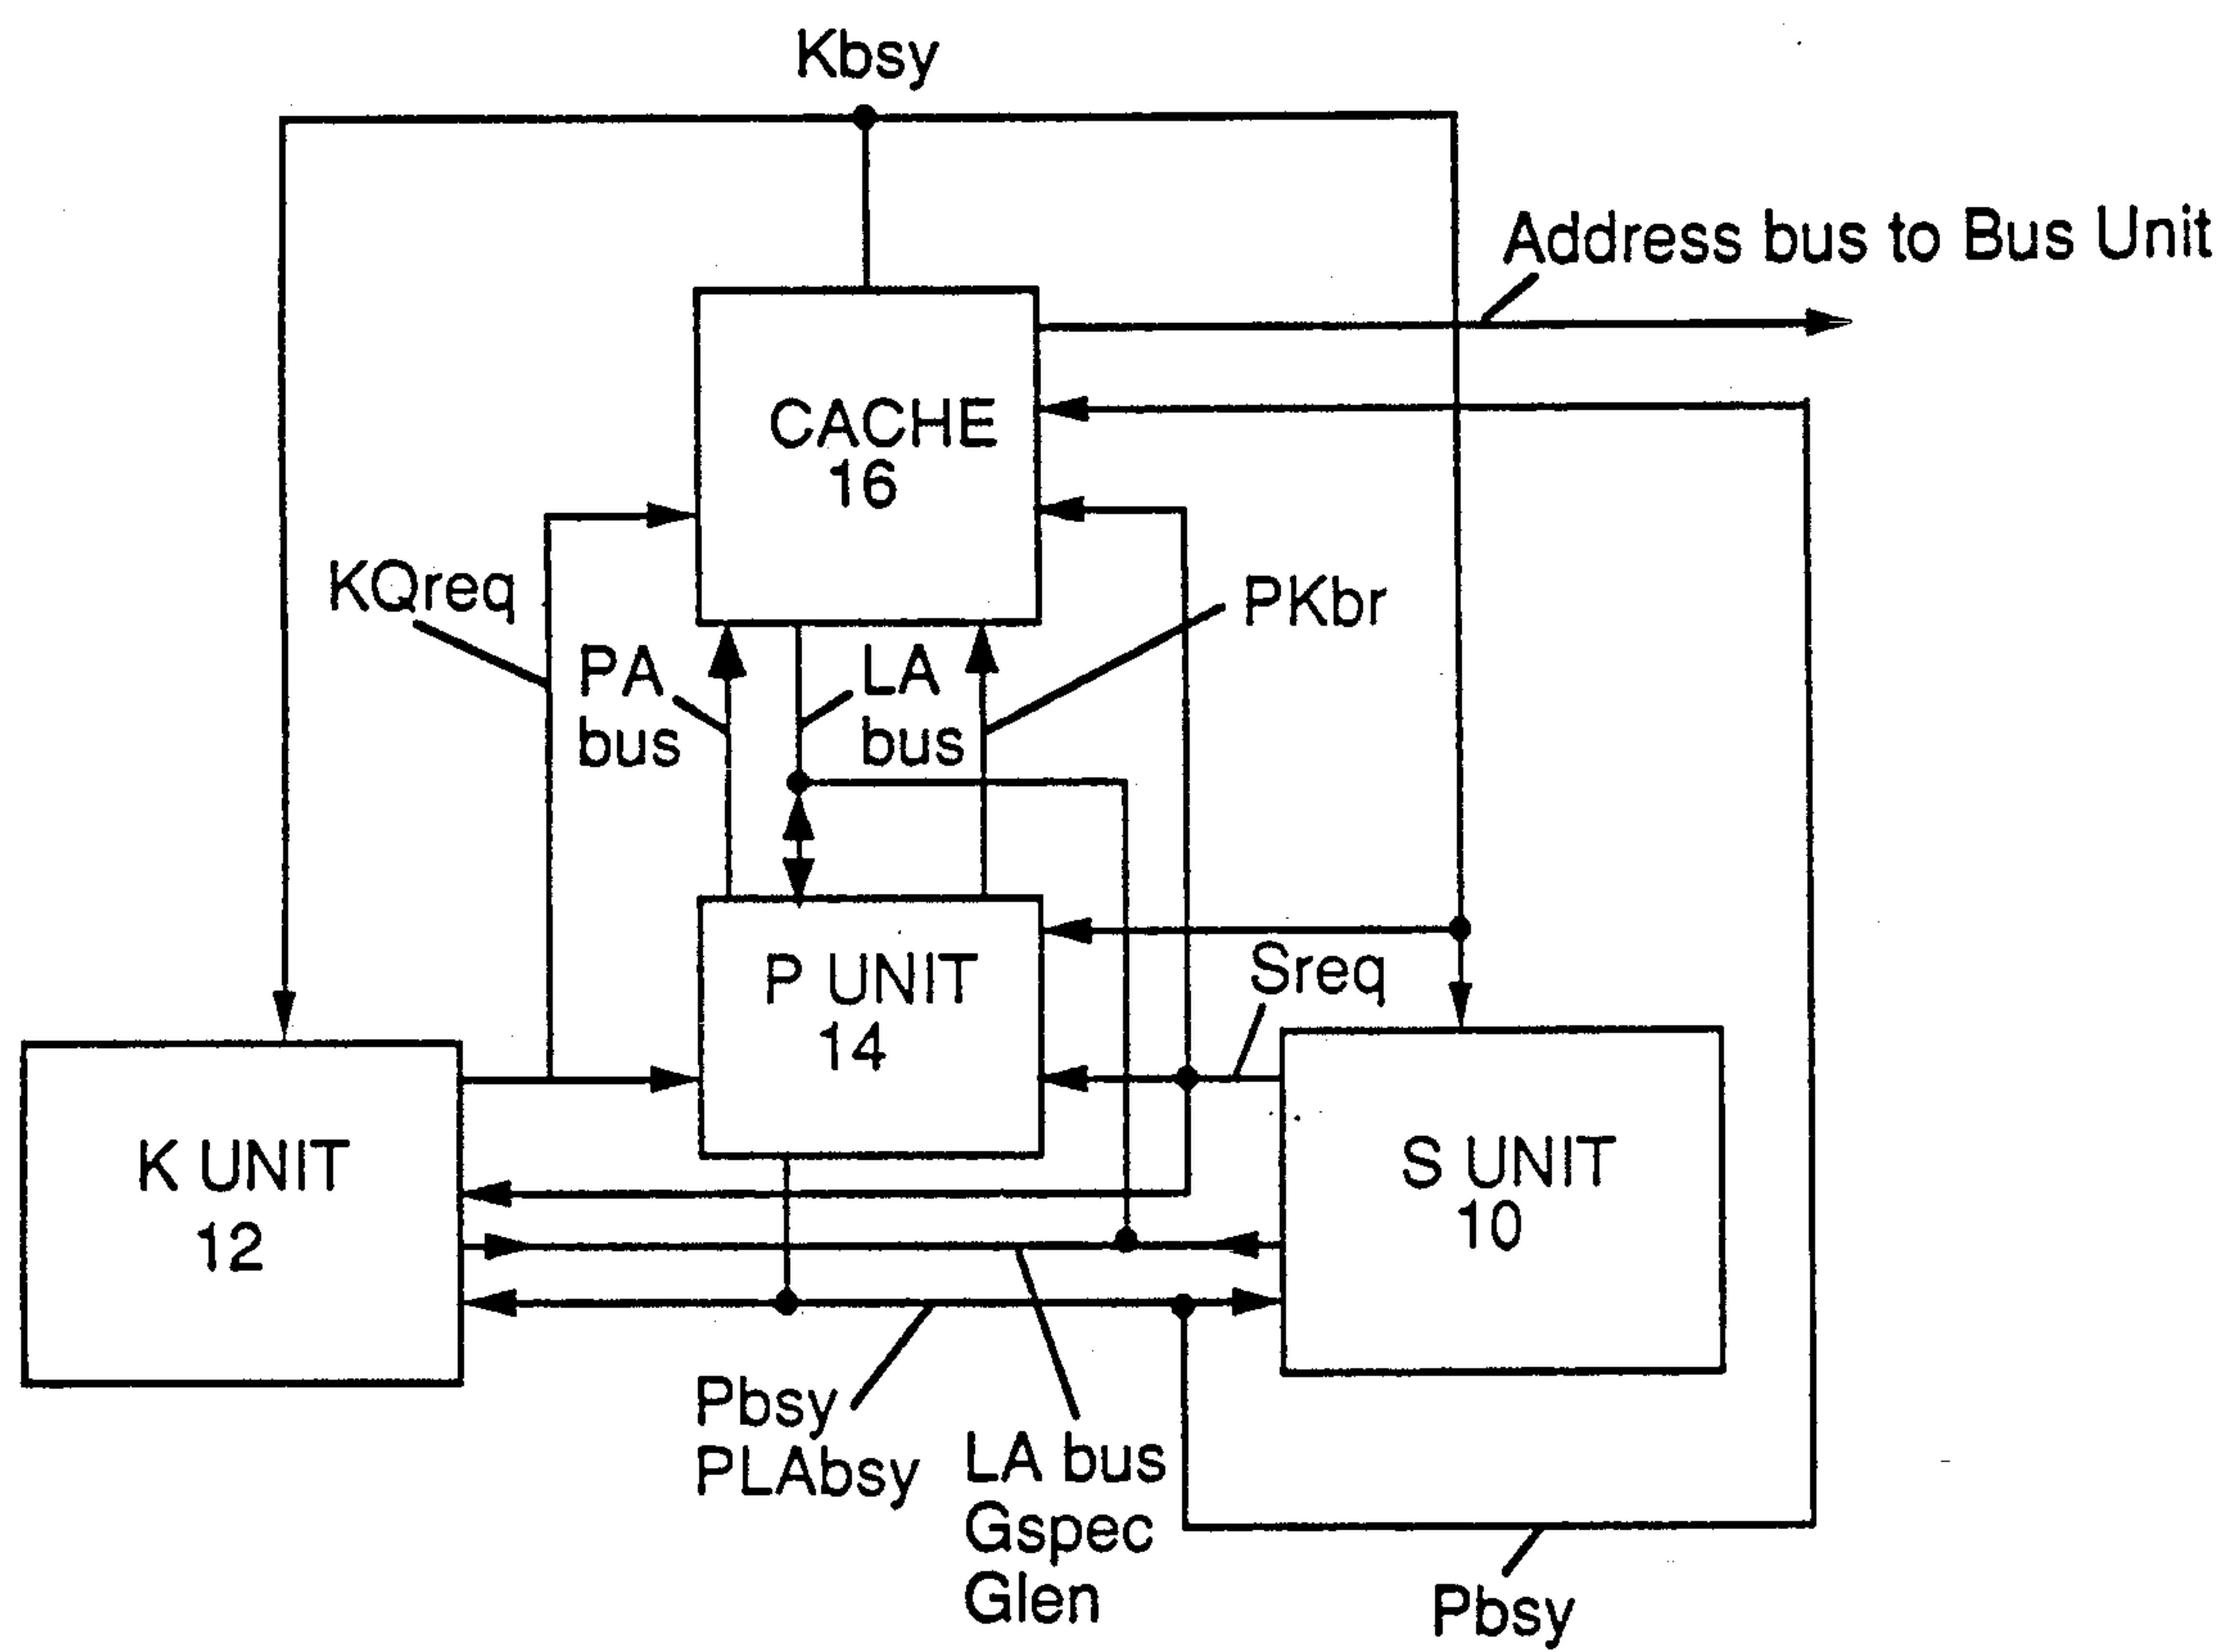 Kbsy
Address bus to Bus Unit
CACHE
16
KQreq
PKbr
PA
bus
LA
bus
P UNIT
14
Sreq
K UNIT
12
S UNIT
10
Pbsy
PLAbsy
LA bus
Gspec
Glen
Pbsy